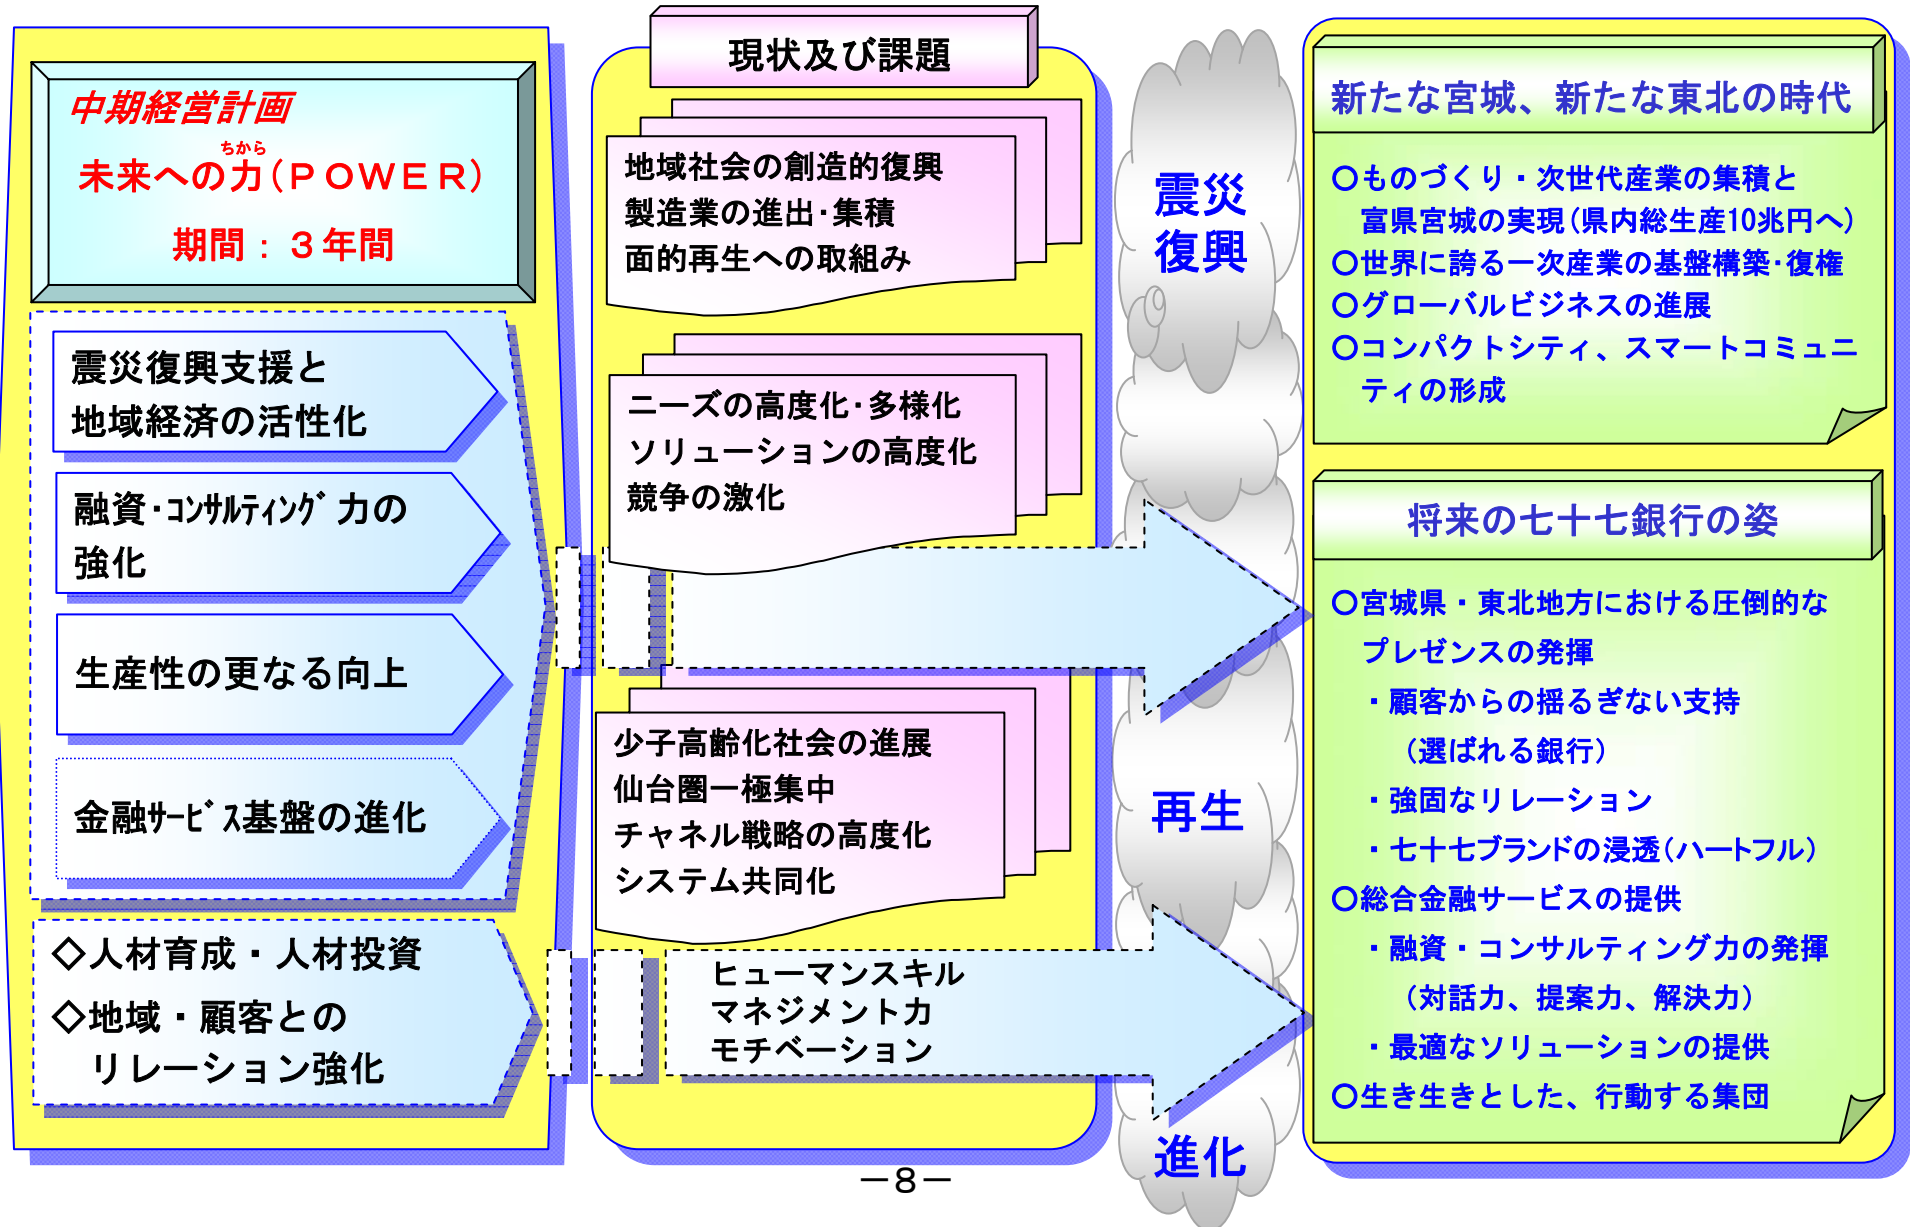 中期経営計画
ちから
未来への力(ＰＯＷＥＲ)
期間：３年間
震災復興支援と
地域経済の活性化
融資・ｺﾝｻﾙﾃｨﾝｸﾞ力の
強化
生産性の更なる向上
金融ｻｰﾋﾞｽ基盤の進化
◇人材育成・人材投資
◇地域・顧客との
リレーション強化
現状及び課題
地域社会の創造的復興
製造業の進出･集積
面的再生への取組み
ニーズの高度化･多様化
ソリューションの高度化
競争の激化
少子高齢化社会の進展
仙台圏一極集中
チャネル戦略の高度化
システム共同化
ヒューマンスキル
マネジメント力
モチベーション
震災
復興
再生
進化
新たな宮城、新たな東北の時代
○ものづくり・次世代産業の集積と
富県宮城の実現(県内総生産10兆円へ)
○世界に誇る一次産業の基盤構築･復権
○グローバルビジネスの進展
○コンパクトシティ、スマートコミュニ
ティの形成
将来の七十七銀行の姿
○宮城県・東北地方における圧倒的な
プレゼンスの発揮
・顧客からの揺るぎない支持
（選ばれる銀行）
・強固なリレーション
・七十七ブランドの浸透(ハートフル)
○総合金融サービスの提供
・融資・コンサルティング力の発揮
（対話力、提案力、解決力）
・最適なソリューションの提供
○生き生きとした、行動する集団
－8－